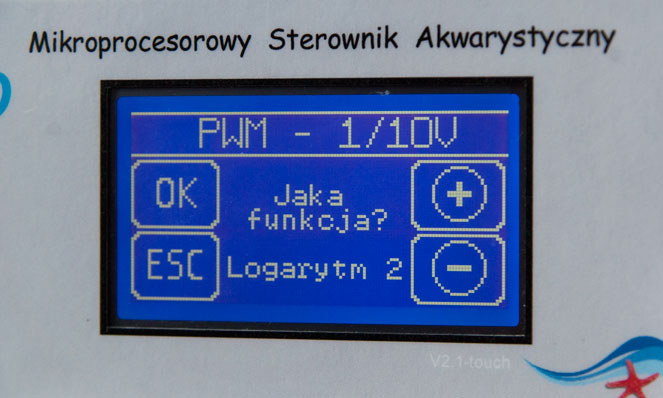 Mikroprocesorowy Sterownik Akwarystyczny
PWM - 1/10V
OK
Jaka
funkcja?
+
ESC
Logarytm 2
-
V2.1-touch